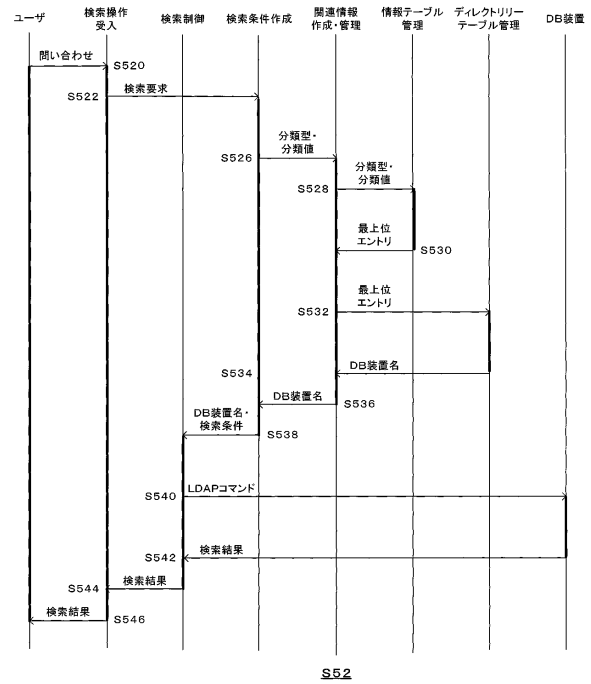 ユーザ
検索操作
受入
検索制御
検索条件作成
関連情報
作成・管理
情報テーブル
管理
ディレクトリリー
テーブル管理
DB装置
問い合わせ
S520
S522
検索要求
S526
分類型・
分類値
S528
分類型・
分類値
最上位
エントリ
S530
S532
最上位
エントリ
S534
DB装置名
DB装置名
S536
DB装置名・
検索条件
S538
S540
LDAPコマンド
S542
検索結果
S544
検索結果
検索結果
S546
S52